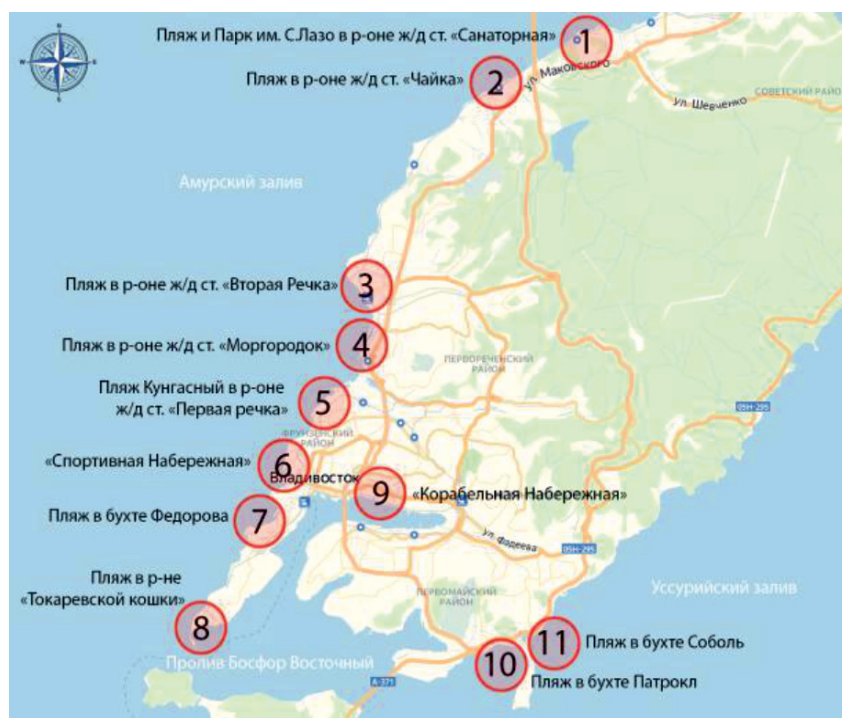 Пляж и Парк им. С.Лазо в р-оне ж/д ст. «Санаторная»
1
Пляж в р-оне ж/д ст. «Чайка»
2
ул. Маковского
ул. Шевченко
СОВЕТСКИЙ РАЙО
Амурский залив
Пляж в р-оне ж/д ст. «Вторая Речка»
3
Пляж в р-оне ж/д ст. «Моргородок»
4
ПЕРВОРЕЧЕНСКИЙ
РАЙОН
Пляж Кунгасный в р-оне
ж/д ст. «Первая речка»
5
05Н-295
ФРУНЗЕНСКИЙ
РАЙОН
«Спортивная Набережная»
6
Владивосток
9
«Корабельная Набережная»
Пляж в бухте Федорова
7
ул. Фадеева
05Н-295
Пляж в р-не
«Токаревской кошки»
8
ПЕРВОМАЙСКИЙ
РАЙОН
Уссурийский залив
11
Пляж в бухте Соболь
Пролив Босфор Восточный
10
Пляж в бухте Патрокл
А-371